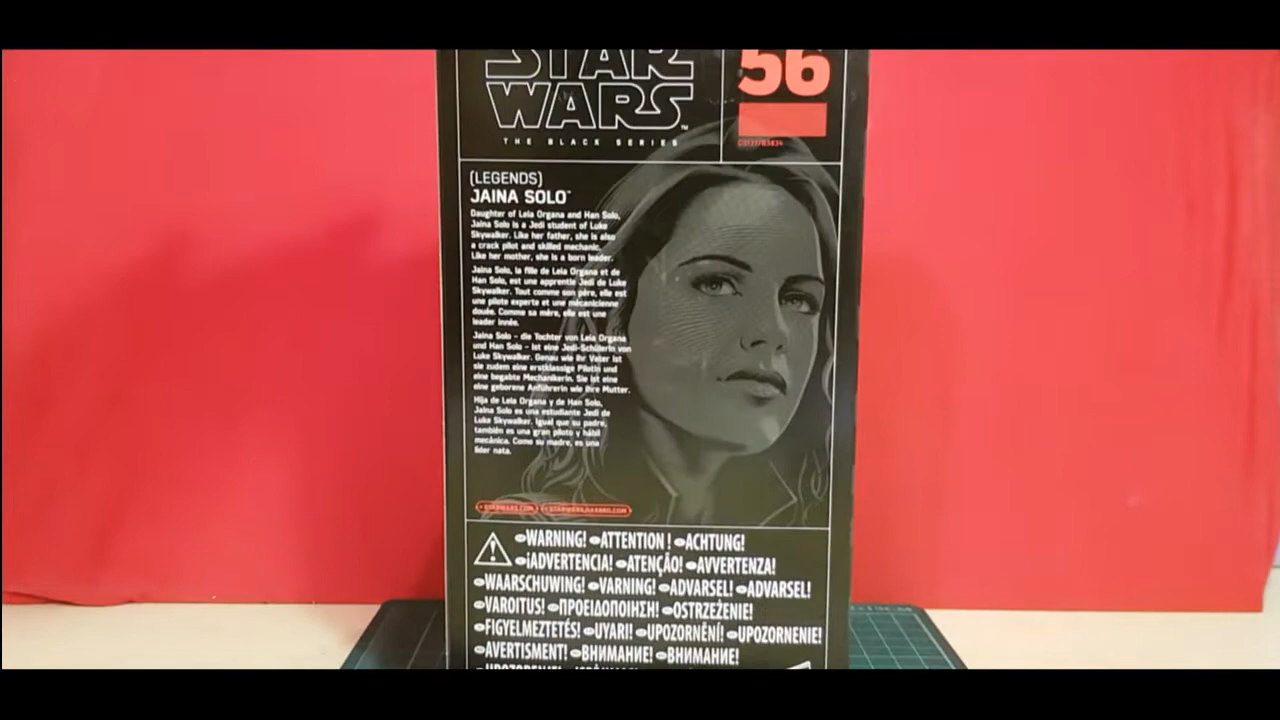 STAR
WARS™
THE BLACK SERIES
56
(LEGENDS)
JAINA SOLO™
Daughter of Leia Organa and Han Solo,
Jaina Solo is a Jedi student of Luke
Skywalker. Like her father, she is also
a crack pilot and skilled mechanic.
Like her mother, she is a born leader.
Jaina Solo, la fille de Leia Organa et de
Han Solo, est une apprentie Jedi de Luke
Skywalker. Tout comme son père, elle est
une pilote experte et une mécanicienne
douée. Comme sa mère, elle est une
leader innée.
Jaina Solo – die Tochter von Leia Organa
und Han Solo – ist eine Jedi-Schülerin von
Luke Skywalker. Genau wie ihr Vater ist
sie zudem eine erstklassige Pilotin und
eine begabte Mechanikerin. Sie ist eine
eine geborene Anführerin wie ihre Mutter.
Hija de Leia Organa y de Han Solo,
Jaina Solo es una estudiante Jedi de
Luke Skywalker. Igual que su padre,
también es una gran piloto y hábil
mecánica. Como su madre, es una
líder nata.
STARWARS.COM STARWARS.HASBRO.COM
WARNING! ATTENTION ! ACHTUNG!
¡ADVERTENCIA! ATENÇÃO! AVVERTENZA!
WAARSCHUWING! VARNING! ADVARSEL! ADVARSEL!
VAROITUS! ΠΡΟΕΙΔΟΠΟΙΗΣΗ! OSTRZEŻENIE!
FIGYELMEZTETÉS! UYARI! UPOZORNĚNÍ! UPOZORNENIE!
AVERTISMENT! ВНИМАНИЕ! ВНИМАНИЕ!